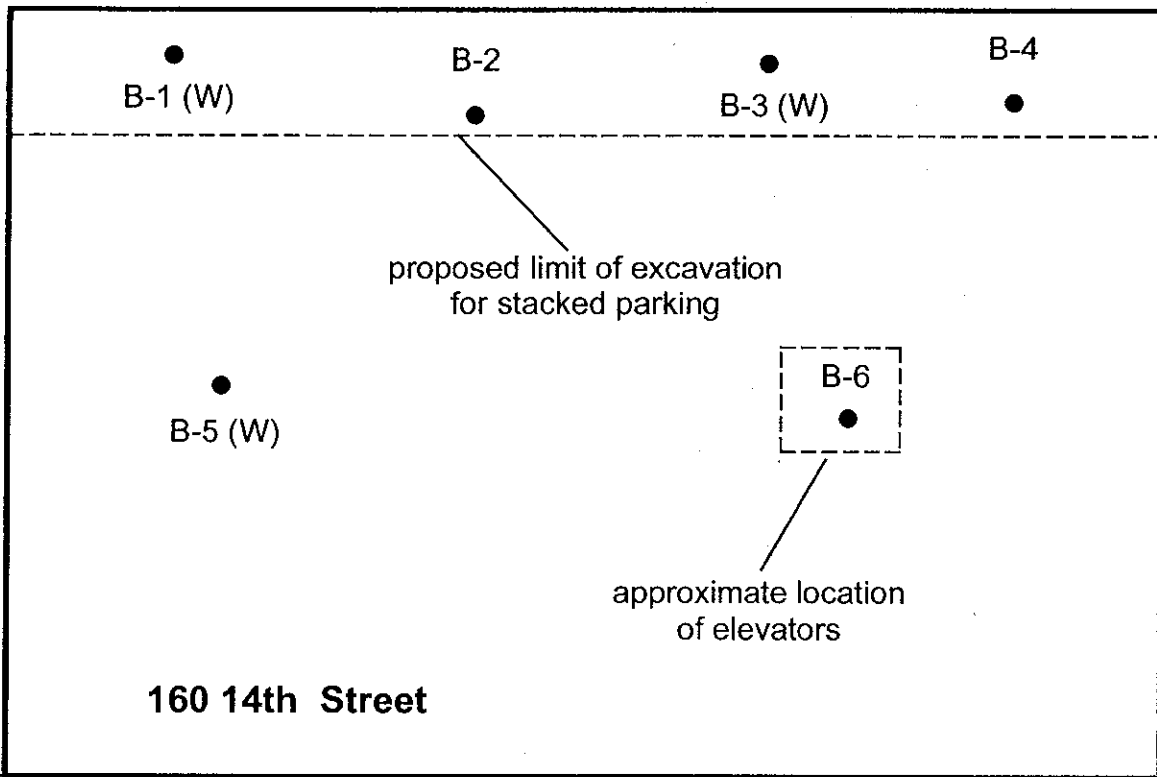 B-1 (W)
B-2
B-3 (W)
B-4
proposed limit of excavation
for stacked parking
B-5 (W)
B-6
approximate location
of elevators
160 14th Street